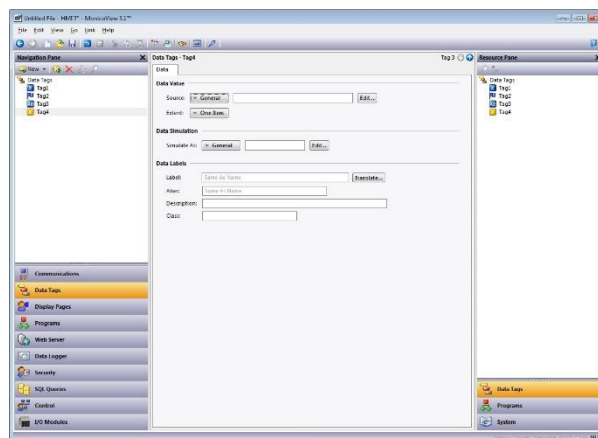 Untitled File - HMI 7" - MonicoView 3.1™
File Edit View Go Link Help
Navigation Pane
Data Tags - Tag4
Tag 3
Resource Pane
New
Data
Data Tags
Tag1
Tag2
Tag3
Tag4
Data Value
Source: General Edit...
Extent: One Item
Data Simulation
Simulate As: General Edit...
Data Labels
Label: Same As Name Translate...
Alias: Same As Name
Description:
Class:
Data Tags
Tag1
Tag2
Tag3
Tag4
Communications
Data Tags
Display Pages
Programs
Web Server
Data Logger
Security
SQL Queries
Control
I/O Modules
Data Tags
Programs
System